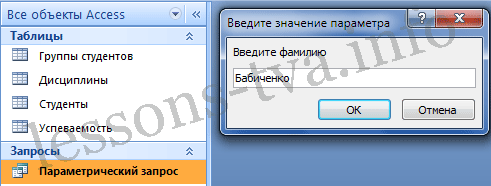 Все объекты Access
Таблицы
Группы студентов
Дисциплины
Студенты
Успеваемость
Запросы
Параметрический запрос
Введите значение параметра
Введите фамилию
Бабиченко
ОК
Отмена
lessons-tva.info